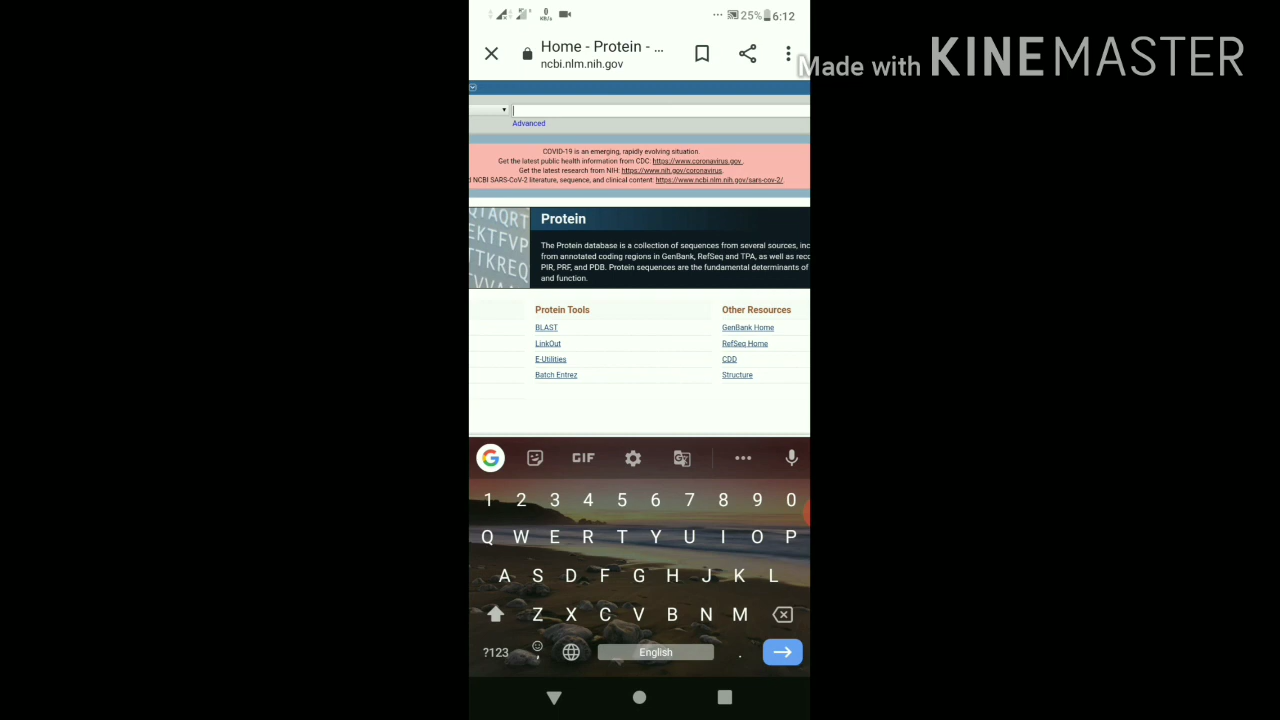 0
KB/s
25%
6:12
Home - Protein - ...
ncbi.nlm.nih.gov
Made with KINEMASTER
Advanced
COVID-19 is an emerging, rapidly evolving situation.
Get the latest public health information from CDC: https://www.coronavirus.gov.
Get the latest research from NIH: https://www.nih.gov/coronavirus.
NCBI SARS-CoV-2 literature, sequence, and clinical content: https://www.ncbi.nlm.nih.gov/sars-cov-2/.
QTAQRT
EKTFVP
TTKREQ
Protein
The Protein database is a collection of sequences from several sources, inc
from annotated coding regions in GenBank, RefSeq and TPA, as well as reco
PIR, PRF, and PDB. Protein sequences are the fundamental determinants of
and function.
Protein Tools
BLAST
LinkOut
E-Utilities
Batch Entrez
Other Resources
GenBank Home
RefSeq Home
CDD
Structure
G GIF
1 2 3 4 5 6 7 8 9 0
Q W E R T Y U I O P
A S D F G H J K L
Z X C V B N M
?123 , English .